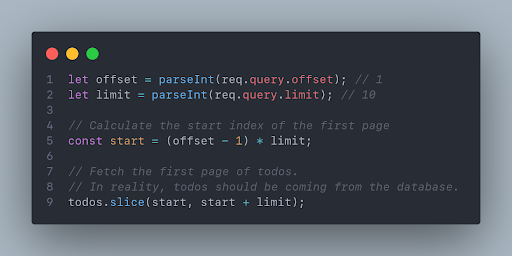 1 let offset = parseInt(req.query.offset); // 1
2 let limit = parseInt(req.query.limit); // 10
3
4 // Calculate the start index of the first page
5 const start = (offset - 1) * limit;
6
7 // Fetch the first page of todos.
8 // In reality, todos should be coming from the database.
9 todos.slice(start, start + limit);